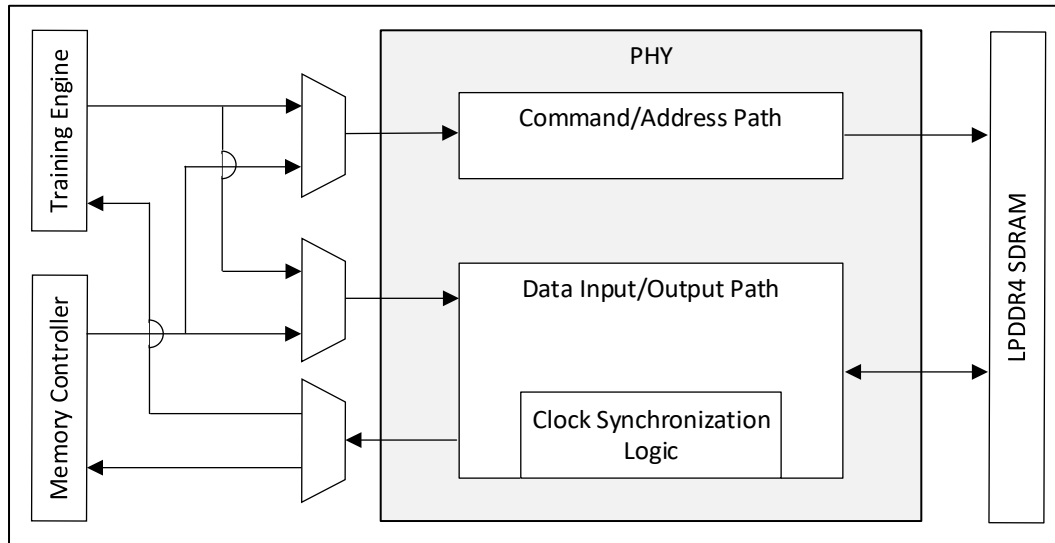 Training Engine
Memory Controller
PHY
Command/Address Path
Data Input/Output Path
Clock Synchronization
Logic
LPDDR4 SDRAM